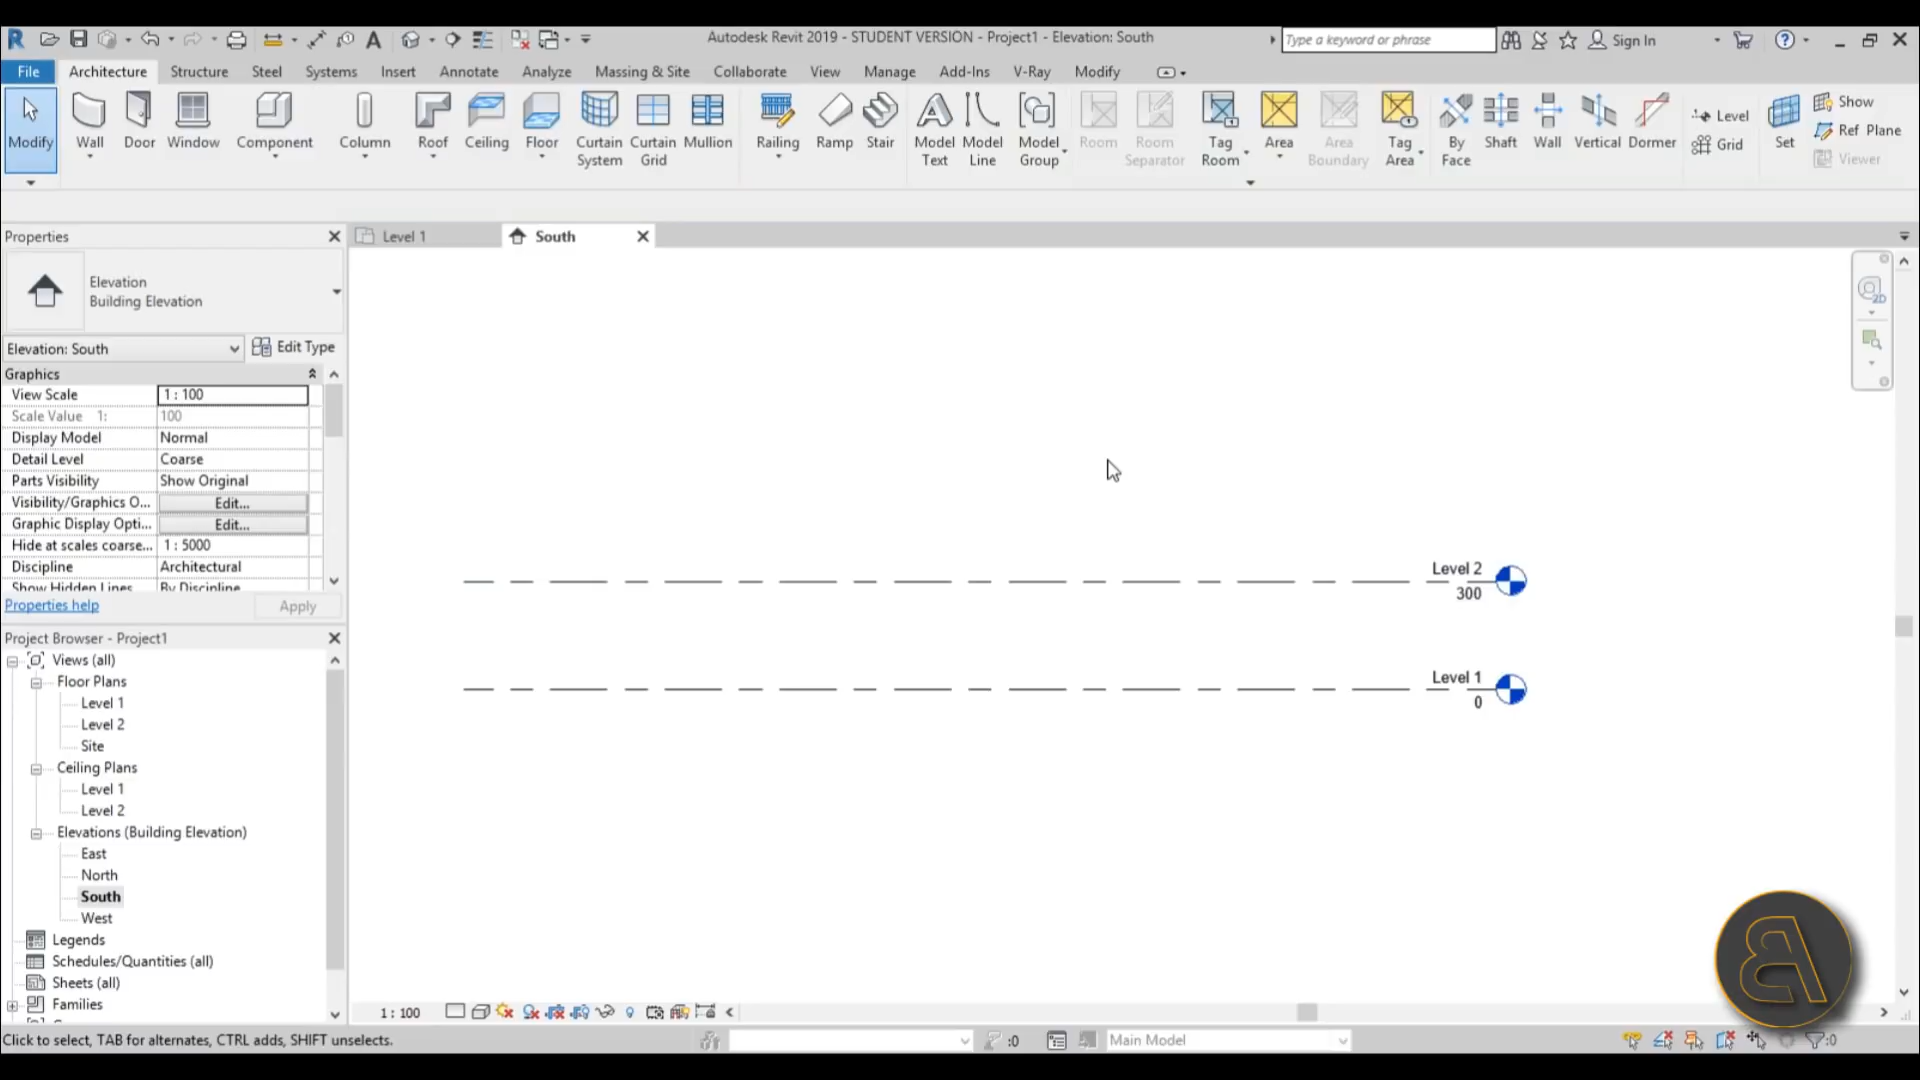 Autodesk Revit 2019 - STUDENT VERSION - Project1 - Elevation: South
Type a keyword or phrase
Sign In
File Architecture Structure Steel Systems Insert Annotate Analyze Massing & Site Collaborate View Manage Add-Ins V-Ray Modify
Modify
Wall
Door
Window
Component
Column
Roof
Ceiling
Floor
Curtain
System
Curtain
Grid
Mullion
Railing
Ramp
Stair
Model
Text
Model
Line
Model
Group
Room
Room
Separator
Tag
Room
Area
Area
Boundary
Tag
Area
By
Face
Shaft
Wall
Vertical
Dormer
Level
Grid
Set
Show
Ref Plane
Viewer
Properties
Level 1
South
Elevation
Building Elevation
Elevation: South
Edit Type
Graphics
View Scale 1 : 100
Scale Value 1: 100
Display Model Normal
Detail Level Coarse
Parts Visibility Show Original
Visibility/Graphics O... Edit...
Graphic Display Opti... Edit...
Hide at scales coarse... 1 : 5000
Discipline Architectural
Show Hidden Lines By Discipline
Properties help
Apply
Project Browser - Project1
Views (all)
Floor Plans
Level 1
Level 2
Site
Ceiling Plans
Level 1
Level 2
Elevations (Building Elevation)
East
North
South
West
Legends
Schedules/Quantities (all)
Sheets (all)
Families
2D
Level 2
300
Level 1
0
1 : 100
Click to select, TAB for alternates, CTRL adds, SHIFT unselects.
:0
Main Model
:0